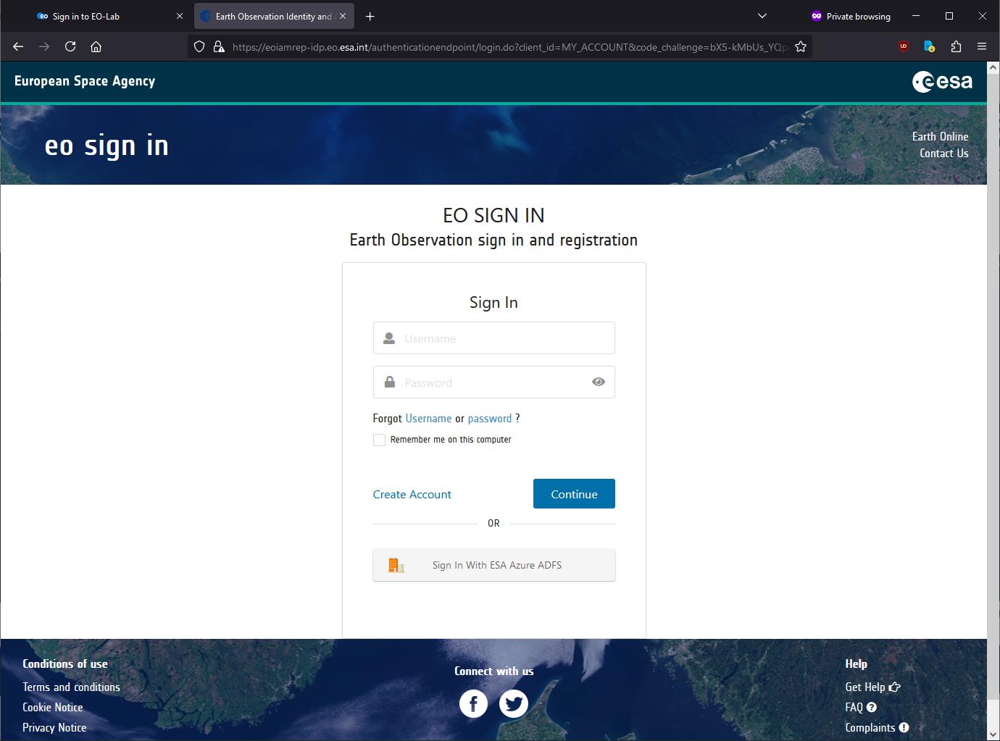 Sign in to EO-Lab
Earth Observation Identity and
Private browsing
https://eoiamrep-idp.eo.esa.int/authenticationendpoint/login.do?client_id=MY_ACCOUNT&code_challenge=bX5-kMbUs_YQp
European Space Agency
esa
eo sign in
Earth Online
Contact Us
EO SIGN IN
Earth Observation sign in and registration
Sign In
Username
Password
Forgot Username or password ?
Remember me on this computer
Create Account
Continue
OR
Sign In With ESA Azure ADFS
Conditions of use
Terms and conditions
Cookie Notice
Privacy Notice
Connect with us
Help
Get Help
FAQ
Complaints